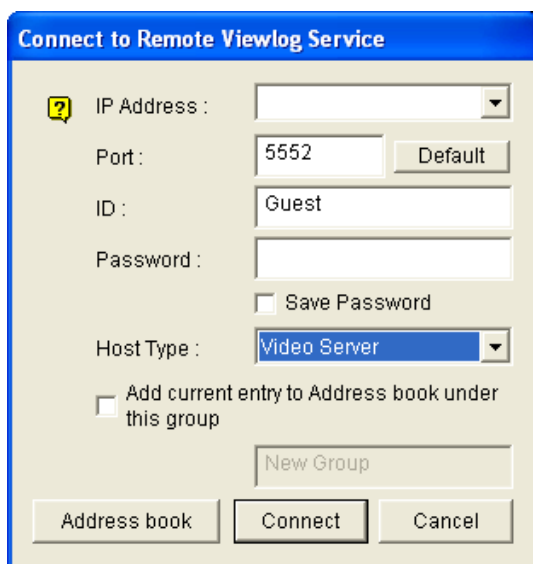 Connect to Remote Viewlog Service
IP Address :
Port : 5552 Default
ID : Guest
Password :
Save Password
Host Type : Video Server
Add current entry to Address book under
this group
New Group
Address book Connect Cancel